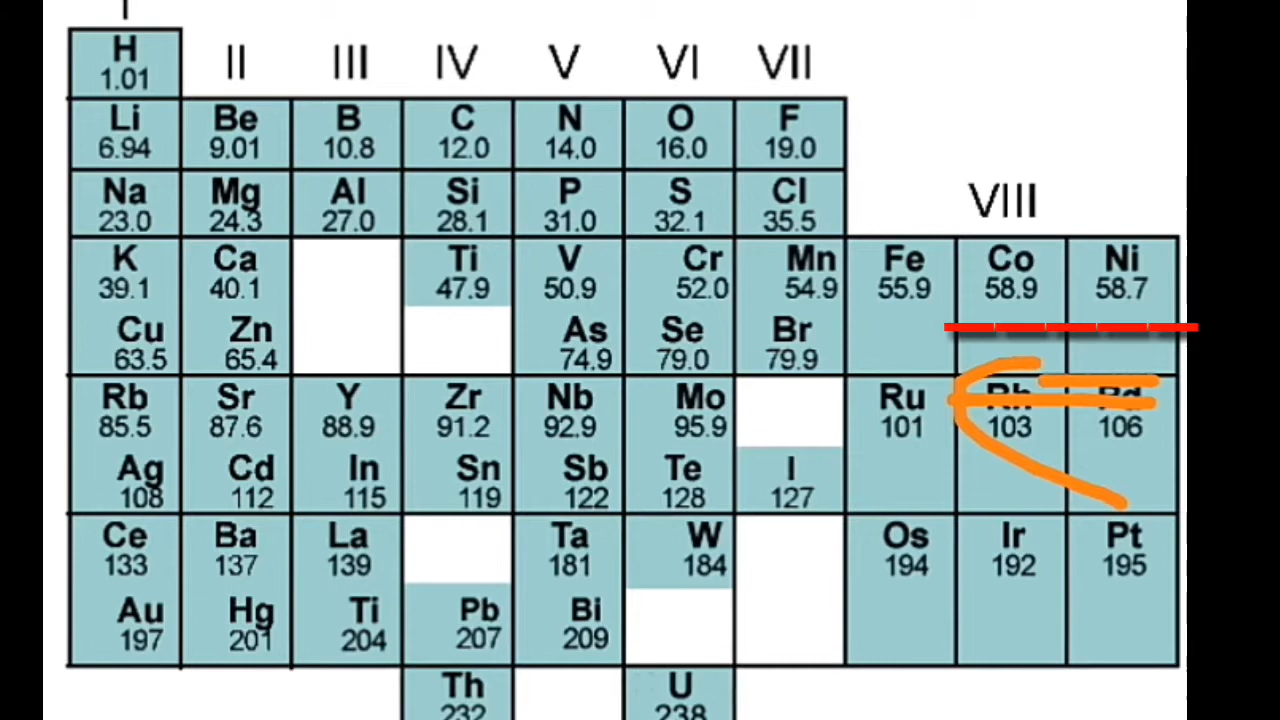 I
H
1.01
II III IV V VI VII
Li Be B C N O F
6.94 9.01 10.8 12.0 14.0 16.0 19.0
Na Mg Al Si P S Cl
23.0 24.3 27.0 28.1 31.0 32.1 35.5
VIII
K Ca Ti V Cr Mn Fe Co Ni
39.1 40.1 47.9 50.9 52.0 54.9 55.9 58.9 58.7
Cu Zn As Se Br
63.5 65.4 74.9 79.0 79.9
Rb Sr Y Zr Nb Mo Ru Rh Pd
85.5 87.6 88.9 91.2 92.9 95.9 101 103 106
Ag Cd In Sn Sb Te I
108 112 115 119 122 128 127
Ce Ba La Ta W Os Ir Pt
133 137 139 181 184 194 192 195
Au Hg Ti Pb Bi
197 201 204 207 209
Th U
232 238